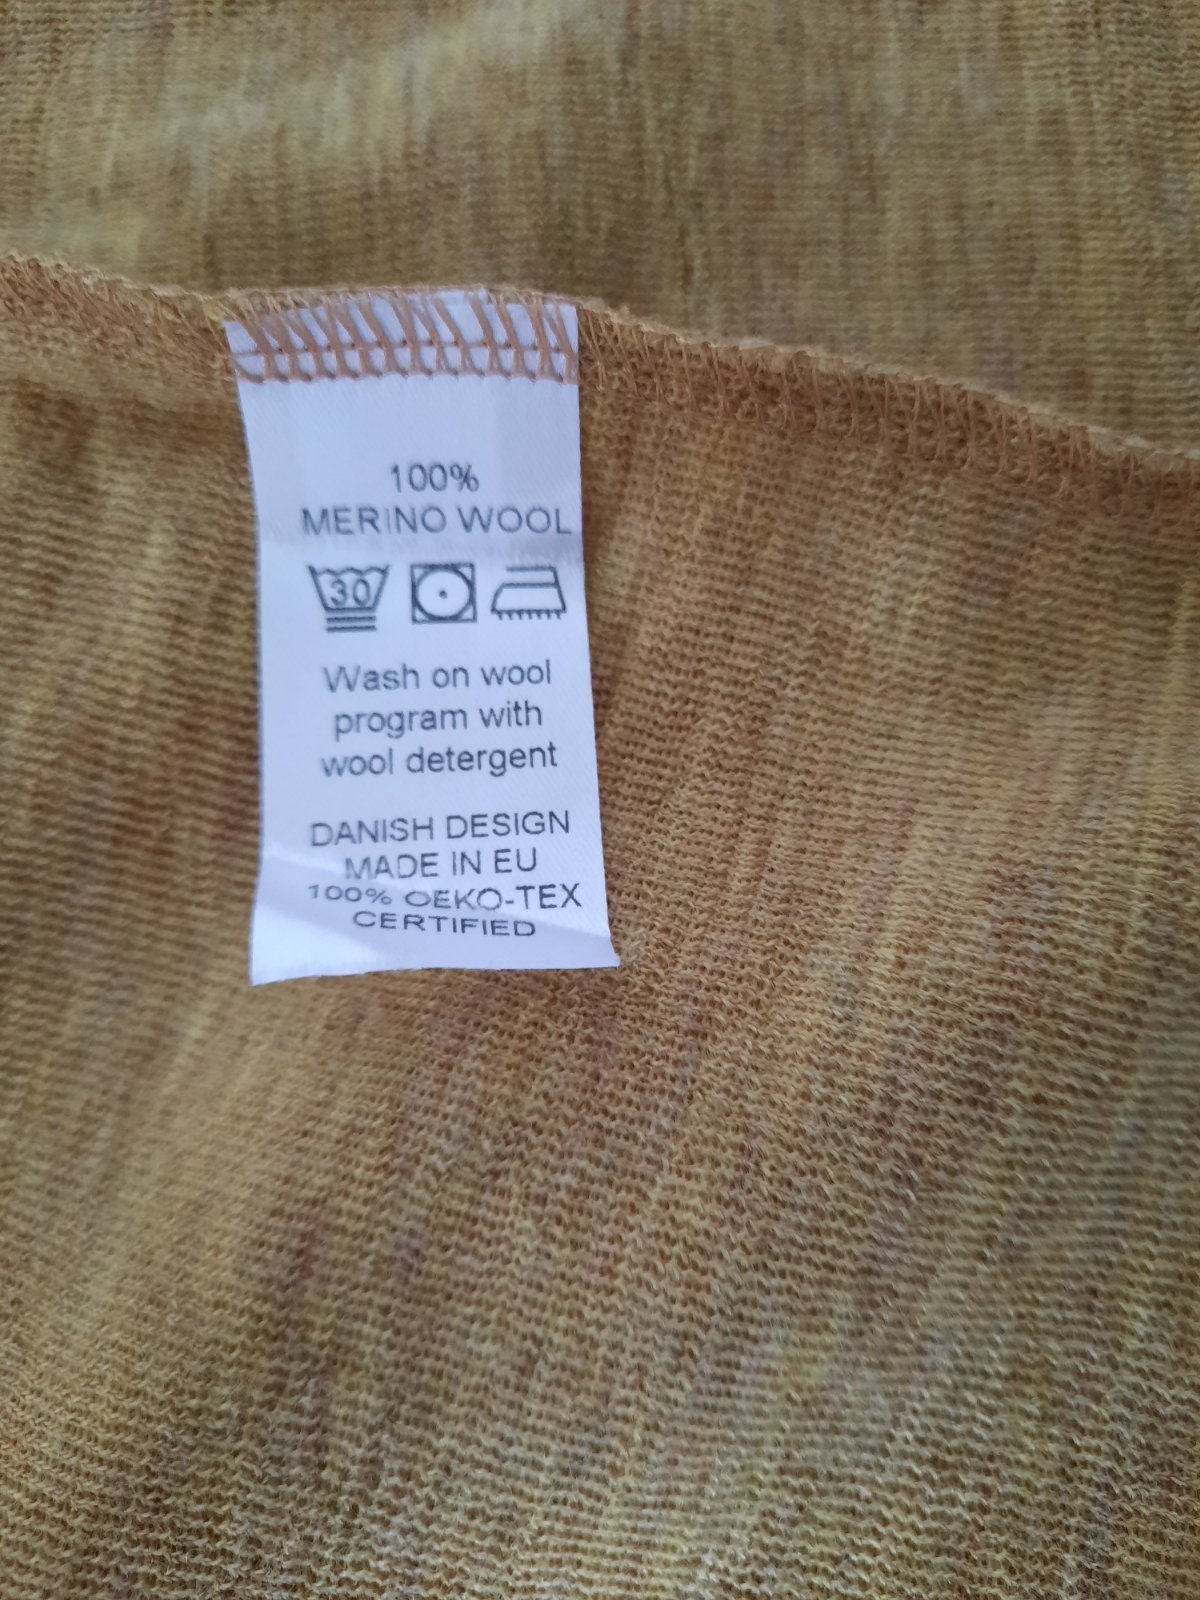 100%
MERINO WOOL
30
Wash on wool
program with
wool detergent
DANISH DESIGN
MADE IN EU
100% OEKO-TEX
CERTIFIED